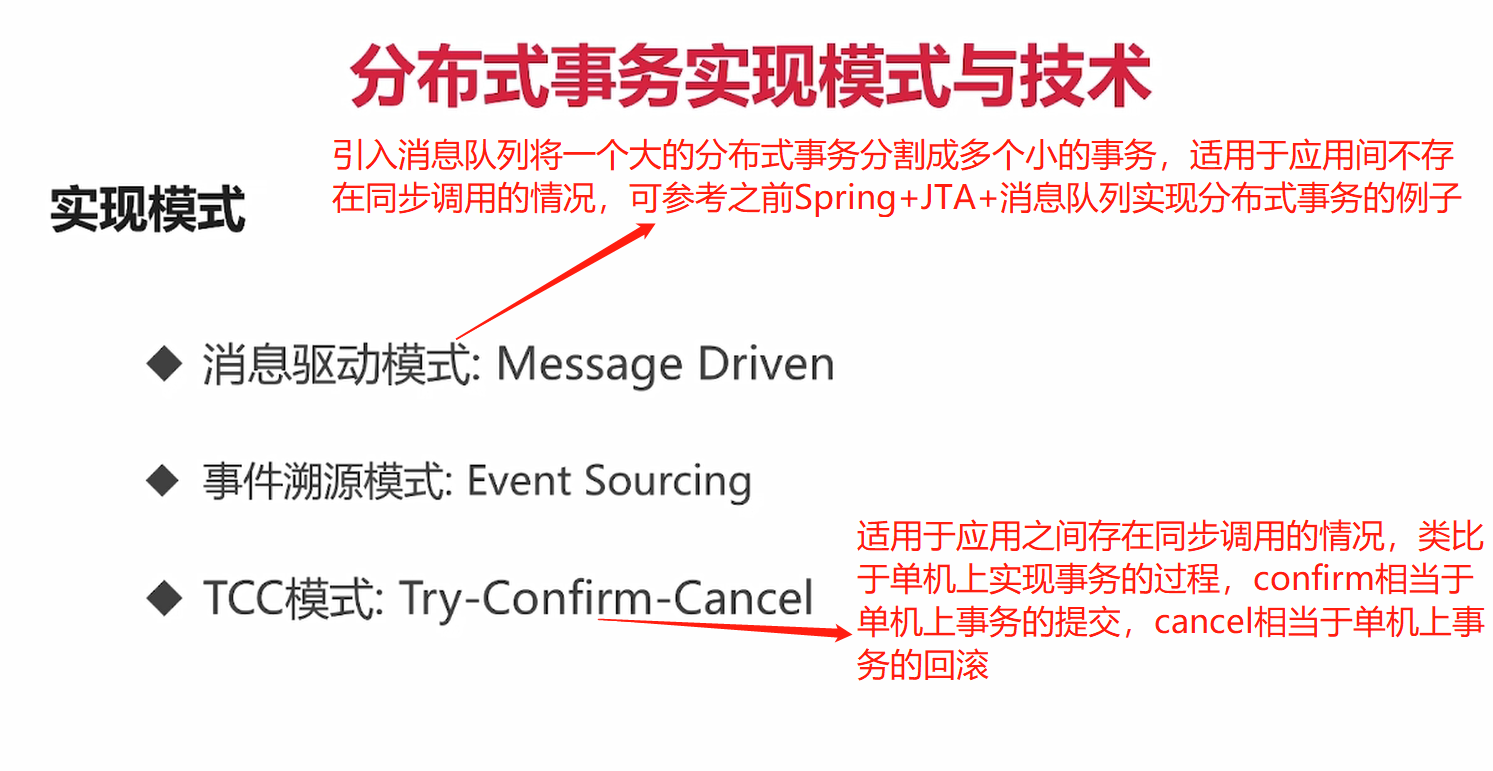 分布式事务实现模式与技术
引入消息队列将一个大的分布式事务分割成多个小的事务，适用于应用间不存
在同步调用的情况，可参考之前Spring+JTA+消息队列实现分布式事务的例子
实现模式
◆ 消息驱动模式: Message Driven
◆ 事件溯源模式: Event Sourcing
◆ TCC模式: Try-Confirm-Cancel
适用于应用之间存在同步调用的情况，类比
于单机上实现事务的过程，confirm相当于
单机上事务的提交，cancel相当于单机上事
务的回滚